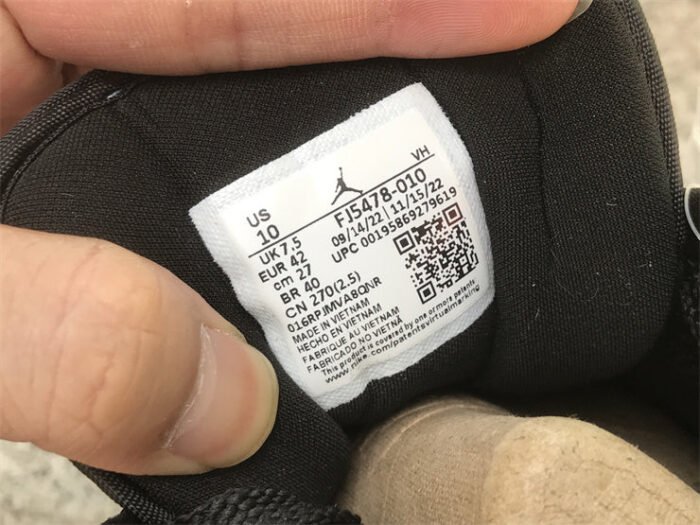 VH
US
10
FJ5478-010
09/14/22 | 11/15/22
UPC 00195869279619
UK 7,5
EUR 42
cm 27
BR 40
CN 270(2.5)
016RPJMVA8QNR
MADE IN VIETNAM
HECHO EN VIETNAM
FABRIQUE AU VIETNAM
FABRICADO NO VIETNÃ
This product is covered by one or more patents
www.nike.com/patentsvirtualmarking